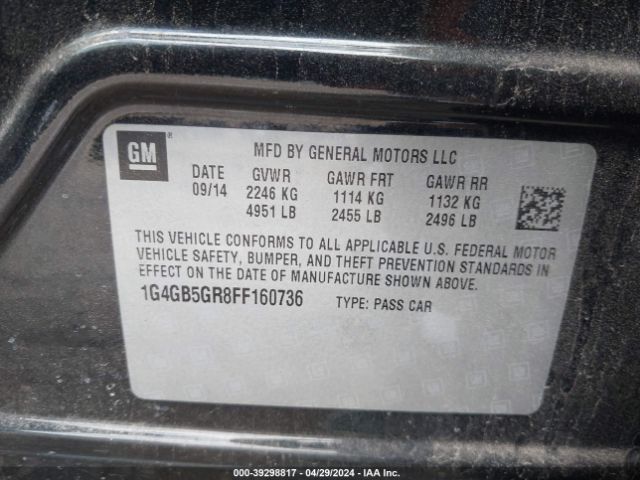 GM ®
MFD BY GENERAL MOTORS LLC
DATE GVWR GAWR FRT GAWR RR
09/14 2246 KG 1114 KG 1132 KG
4951 LB 2455 LB 2496 LB
THIS VEHICLE CONFORMS TO ALL APPLICABLE U.S. FEDERAL MOTOR
VEHICLE SAFETY, BUMPER, AND THEFT PREVENTION STANDARDS IN
EFFECT ON THE DATE OF MANUFACTURE SHOWN ABOVE.
1G4GB5GR8FF160736 TYPE: PASS CAR
000-39298817 - 04/29/2024 - IAA Inc.